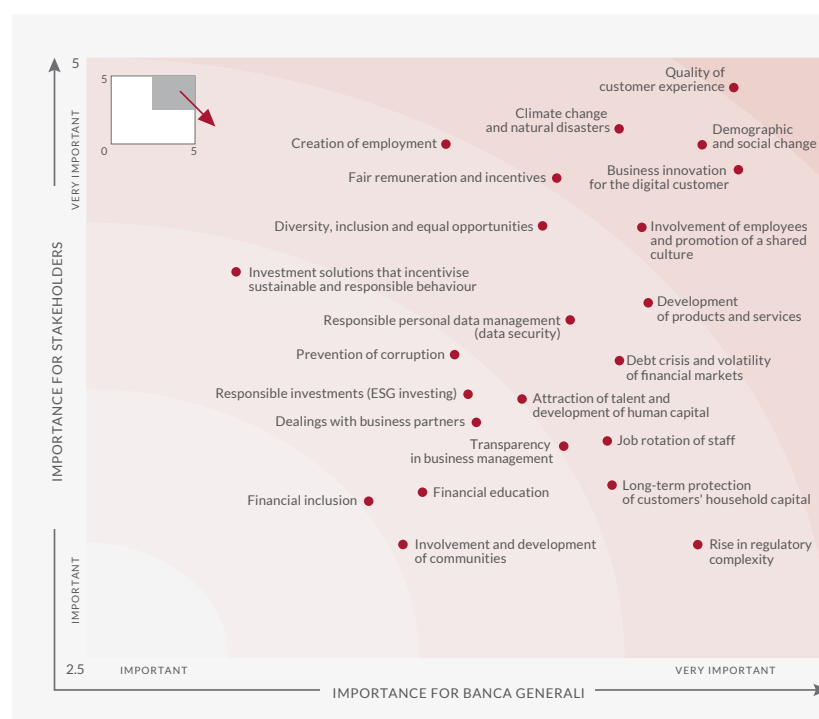 5
VERY IMPORTANT
IMPORTANCE FOR STAKEHOLDERS
IMPORTANT
2.5
5
0
5
Quality of
customer experience
Climate change
and natural disasters
Demographic
and social change
Creation of employment
Business innovation
for the digital customer
Fair remuneration and incentives
Diversity, inclusion and equal opportunities
Involvement of employees
and promotion of a shared
culture
Investment solutions that incentivise
sustainable and responsible behaviour
Development
of products and services
Responsible personal data management
(data security)
Prevention of corruption
Debt crisis and volatility
of financial markets
Responsible investments (ESG investing)
Attraction of talent and
development of human capital
Dealings with business partners
Transparency
in business management
Job rotation of staff
Long-term protection
of customers' household capital
Financial education
Financial inclusion
Involvement and development
of communities
Rise in regulatory
complexity
IMPORTANT
VERY IMPORTANT
IMPORTANCE FOR BANCA GENERALI